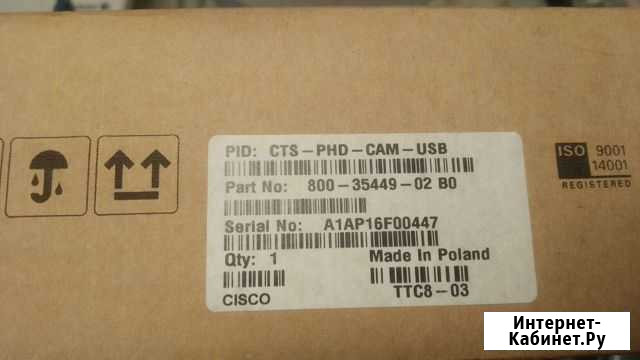 PID: CTS-PHD-CAM-USB
Part No: 800-35449-02 B0
Serial No: A1AP16F00447
Qty: 1 Made In Poland
CISCO TTC8-03
ISO 9001
14001
REGISTERED
Интернет-
Кабинет.Ру